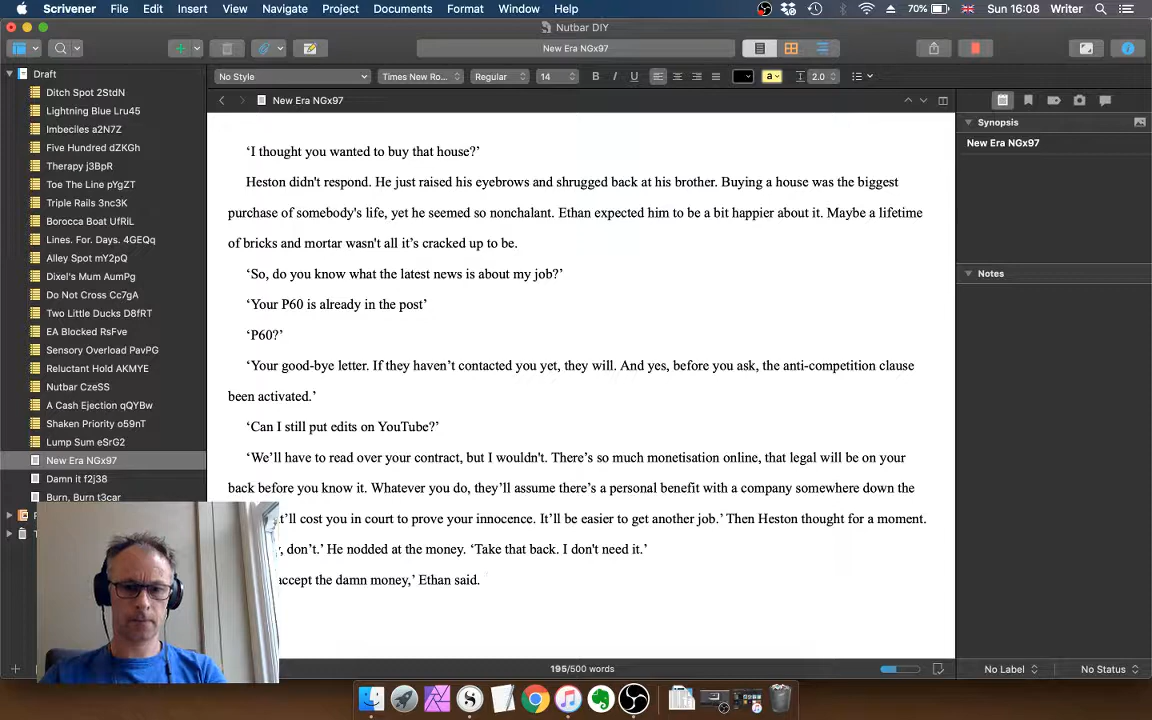 Scrivener File Edit Insert View Navigate Project Documents Format Window Help 70% Sun 16:08 Writer
Nutbar DIY
New Era NGx97
Draft
No Style Times New Ro... Regular 14 B I U a 2.0
Ditch Spot 2StdN
Lightning Blue Lru45
Imbeciles a2N7Z
Five Hundred dZKGh
Therapy j3BpR
Toe The Line pYgZT
Triple Rails 3nc3K
Borocca Boat UfRiL
Lines. For. Days. 4GEQq
Alley Spot mY2pQ
Dixel's Mum AumPg
Do Not Cross Cc7gA
Two Little Ducks D8fRT
EA Blocked RsFve
Sensory Overload PavPG
Reluctant Hold AKMYE
Nutbar CzeSS
A Cash Ejection qQYBw
Shaken Priority o59nT
Lump Sum eSrG2
New Era NGx97
Damn it f2j38
Burn, Burn t3car
New Era NGx97
‘I thought you wanted to buy that house?’
Heston didn't respond. He just raised his eyebrows and shrugged back at his brother. Buying a house was the biggest
purchase of somebody's life, yet he seemed so nonchalant. Ethan expected him to be a bit happier about it. Maybe a lifetime
of bricks and mortar wasn't all it’s cracked up to be.
‘So, do you know what the latest news is about my job?’
‘Your P60 is already in the post’
‘P60?’
‘Your good-bye letter. If they haven’t contacted you yet, they will. And yes, before you ask, the anti-competition clause
been activated.’
‘Can I still put edits on YouTube?’
‘We’ll have to read over your contract, but I wouldn't. There’s so much monetisation online, that legal will be on your
back before you know it. Whatever you do, they’ll assume there’s a personal benefit with a company somewhere down the
t’ll cost you in court to prove your innocence. It’ll be easier to get another job.’ Then Heston thought for a moment.
, don’t.’ He nodded at the money. ‘Take that back. I don't need it.’
accept the damn money,’ Ethan said.
195/500 words
Synopsis
New Era NGx97
Notes
No Label No Status